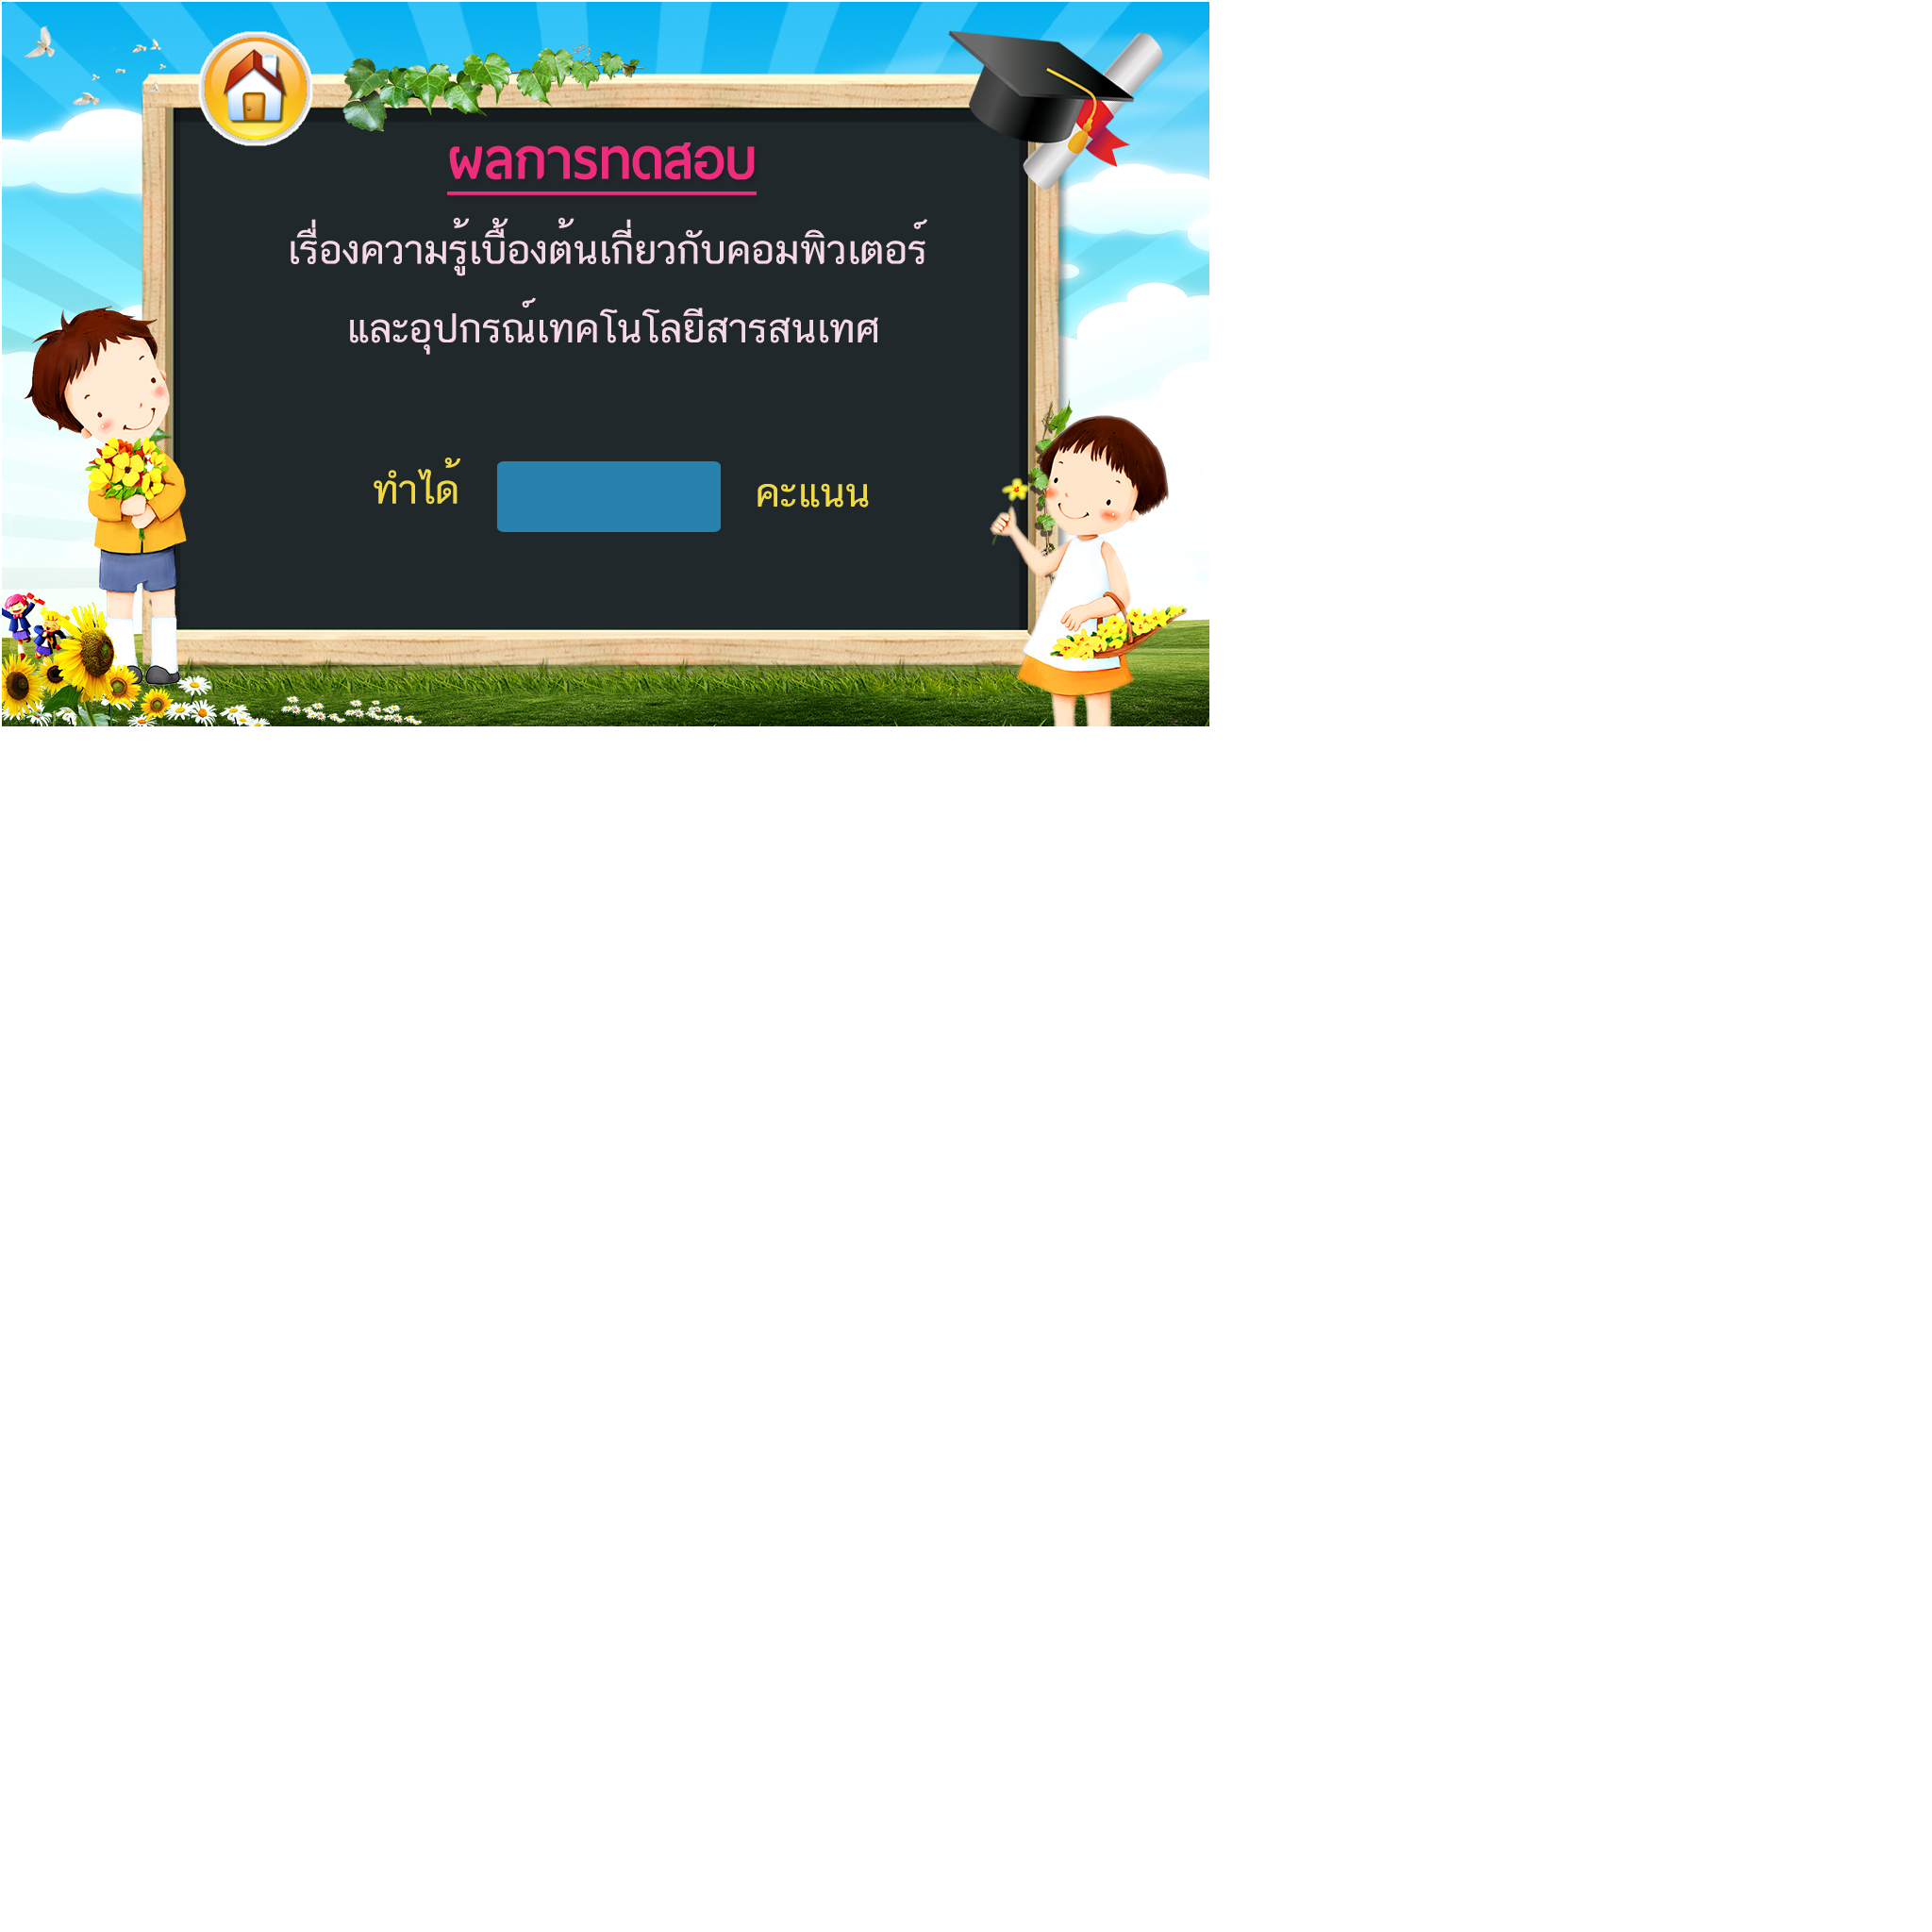 ผลการทดสอบ
เรื่องความรู้เบื้องต้นเกี่ยวกับคอมพิวเตอร์
และอุปกรณ์เทคโนโลยีสารสนเทศ
ทำได้ คะแนน